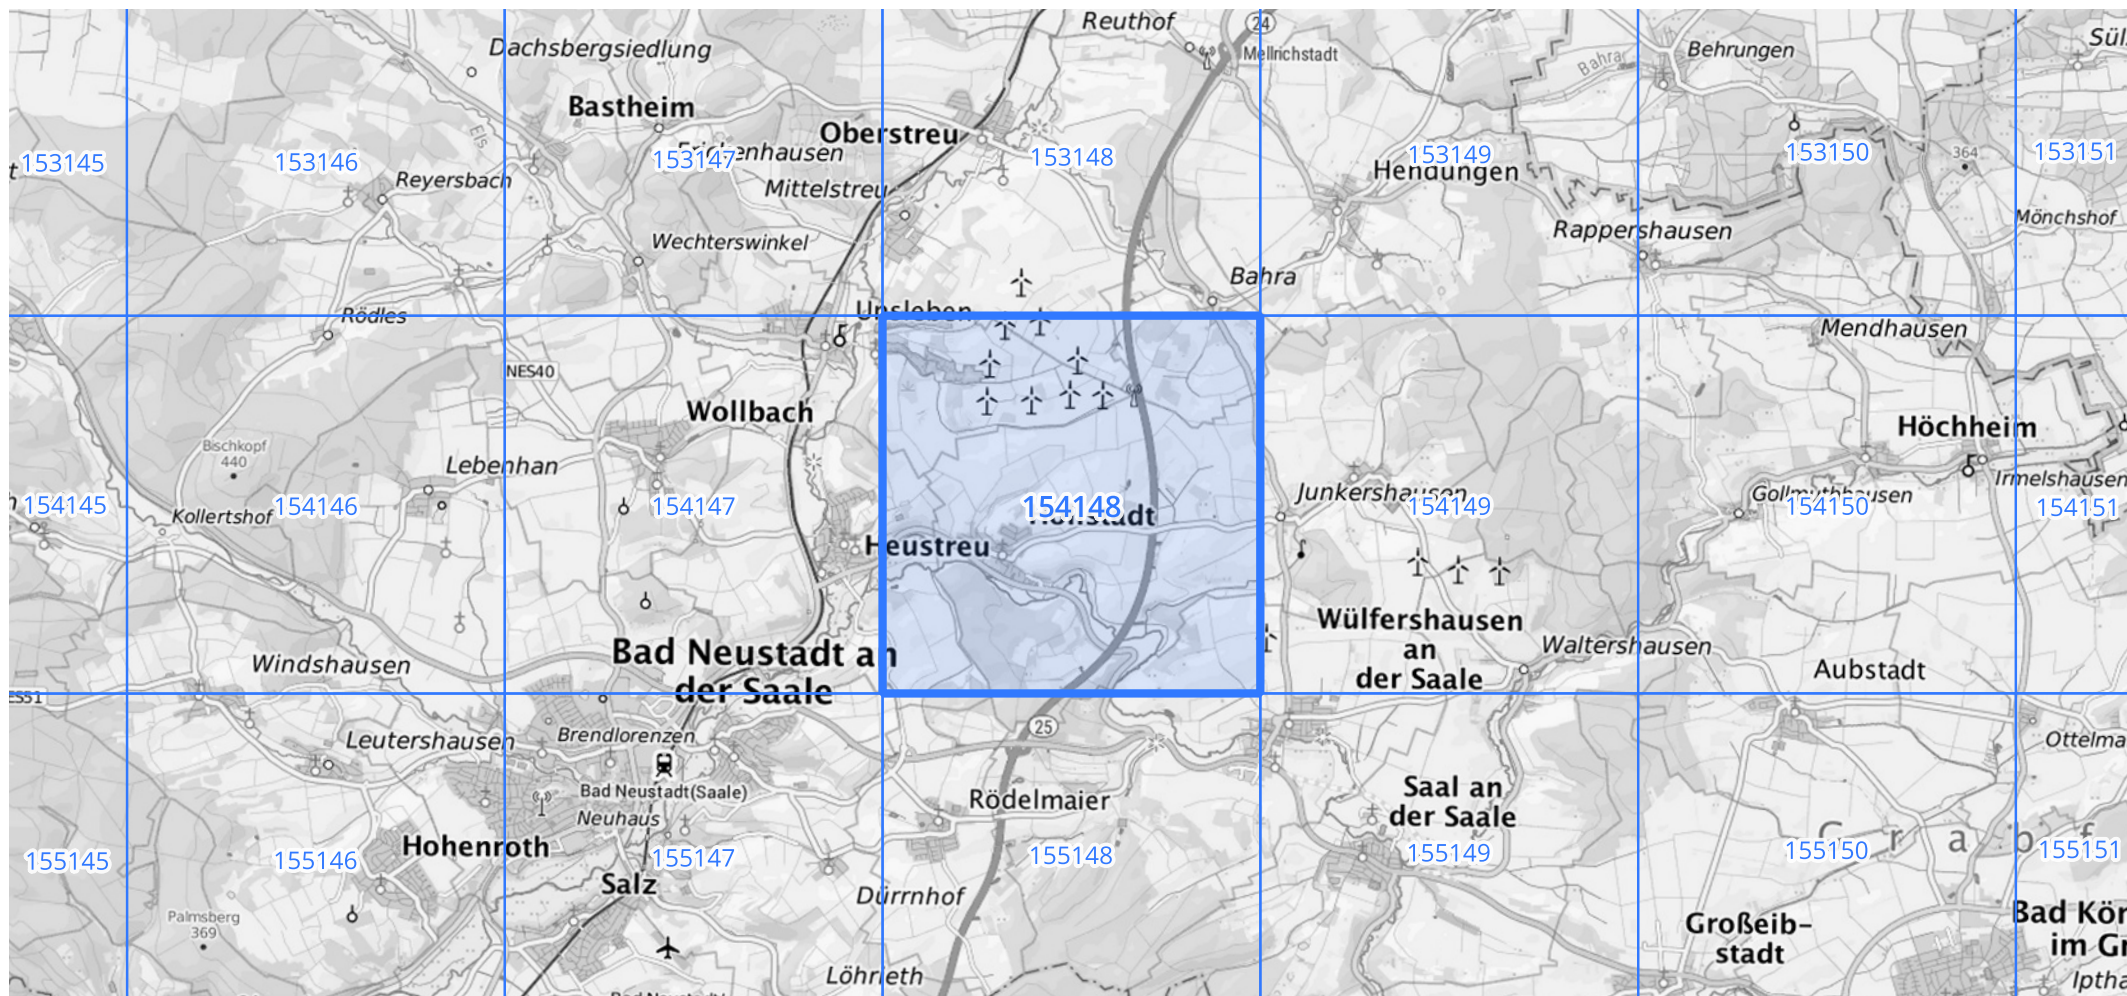 Reuthof
24
Mellrichstadt
Dachsbergsiedlung
Behrungen
Bahra
Bastheim
Oberstreu
Els
153145
153146
153147
153148
153149
153150
153151
364
Hendungen
Reyersbach
Mittelstreu
Mönchshof
Rappershausen
Wechterswinkel
Bahra
Unsleben
Rödles
Mendhausen
NES40
Wollbach
Höchheim
Bischkopf
440
Lebenhan
Irmelshausen
Junkershausen
Gollmuthhausen
154145
154146
154147
154148
154149
154150
154151
Kollertshof
Hollstadt
Heustreu
Wülfershausen
an
der Saale
Waltershausen
Bad Neustadt an
der Saale
Windshausen
Aubstadt
25
Leutershausen
Brendlorenzen
Bad Neustadt(Saale)
Neuhaus
Rödelmaier
Saal an
der Saale
Hohenroth
155145
155146
155147
155148
155149
155150
155151
G r a b f
Salz
Dürrnhof
Palmsberg
369
Großeib-
stadt
Löhrieth